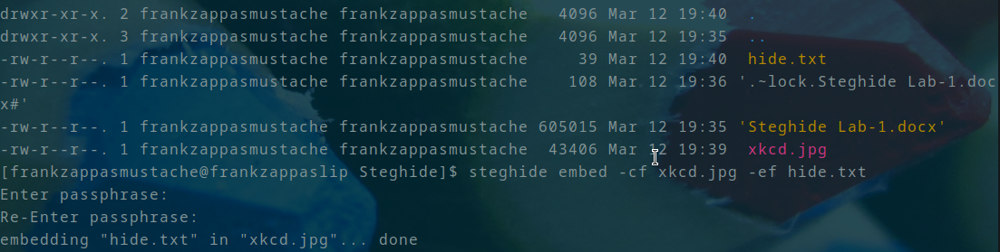 drwxr-xr-x. 2 frankzappasmustache frankzappasmustache   4096 Mar 12 19:40  .
drwxr-xr-x. 3 frankzappasmustache frankzappasmustache   4096 Mar 12 19:35  ..
-rw-r--r--. 1 frankzappasmustache frankzappasmustache     39 Mar 12 19:40  hide.txt
-rw-r--r--. 1 frankzappasmustache frankzappasmustache    108 Mar 12 19:36 '.~lock.Steghide Lab-1.doc
x#'
-rw-r--r--. 1 frankzappasmustache frankzappasmustache 605015 Mar 12 19:35 'Steghide Lab-1.docx'
-rw-r--r--. 1 frankzappasmustache frankzappasmustache  43406 Mar 12 19:39  xkcd.jpg
[frankzappasmustache@frankzappaslip Steghide]$ steghide embed -cf xkcd.jpg -ef hide.txt
Enter passphrase:
Re-Enter passphrase:
embedding "hide.txt" in "xkcd.jpg"... done